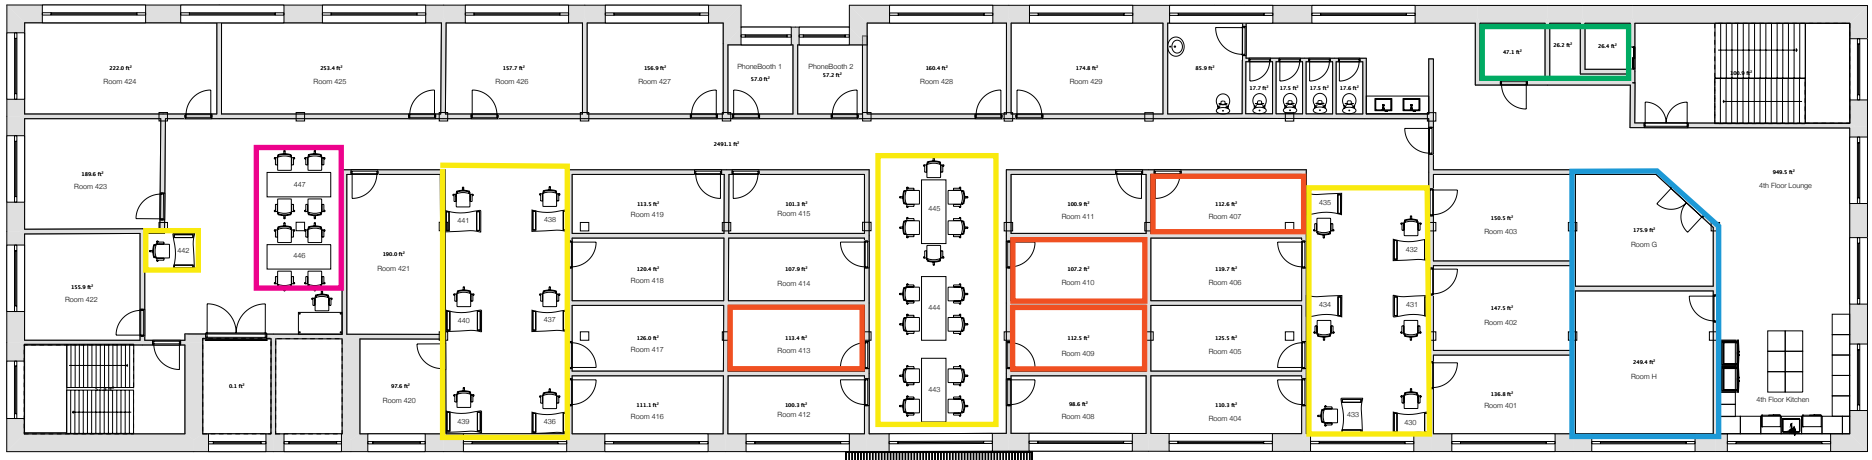 222.0 ft²
Room 424
253.4 ft²
Room 425
157.7 ft²
Room 426
156.9 ft²
Room 427
PhoneBooth 1
57.0 ft²
PhoneBooth 2
57.2 ft²
160.4 ft²
Room 428
174.8 ft²
Room 429
85.9 ft²
17.7 ft²
17.5 ft²
17.5 ft²
17.6 ft²
47.1 ft²
26.2 ft²
26.4 ft²
2491.1 ft²
189.6 ft²
Room 423
447
446
442
155.9 ft²
Room 422
190.0 ft²
Room 421
441
438
440
437
439
436
113.5 ft²
Room 419
101.3 ft²
Room 415
120.4 ft²
Room 418
107.9 ft²
Room 414
126.0 ft²
Room 417
113.4 ft²
Room 413
111.1 ft²
Room 416
100.3 ft²
Room 412
0.1 ft²
97.6 ft²
Room 420
445
444
443
100.9 ft²
Room 411
112.6 ft²
Room 407
107.2 ft²
Room 410
119.7 ft²
Room 406
112.5 ft²
Room 409
125.5 ft²
Room 405
98.6 ft²
Room 408
110.3 ft²
Room 404
435
432
434
431
433
430
150.5 ft²
Room 403
147.5 ft²
Room 402
136.8 ft²
Room 401
175.9 ft²
Room G
249.4 ft²
Room H
949.5 ft²
4th Floor Lounge
4th Floor Kitchen